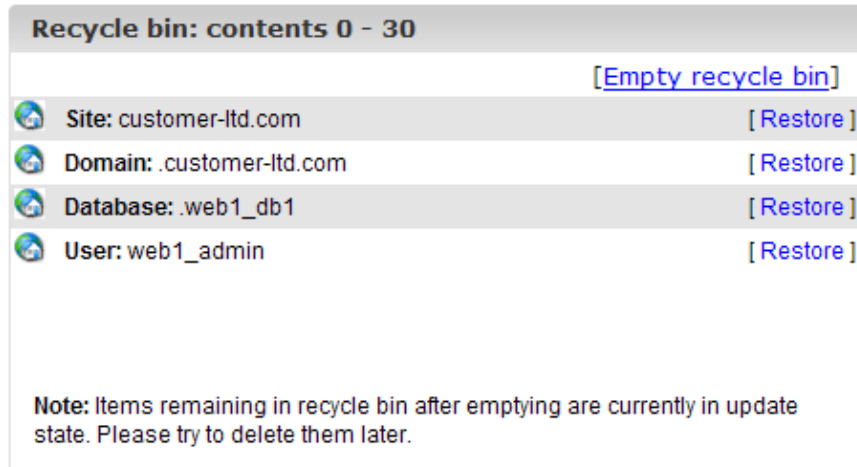 Recycle bin: contents 0 - 30
[Empty recycle bin]
Site: customer-ltd.com [ Restore ]
Domain: .customer-ltd.com [ Restore ]
Database: .web1_db1 [ Restore ]
User: web1_admin [ Restore ]
Note: Items remaining in recycle bin after emptying are currently in update
state. Please try to delete them later.